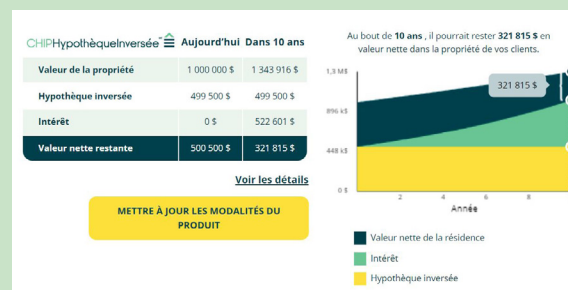 CHIPHypothèqueInversée Aujourd'hui Dans 10 ans
Valeur de la propriété 1 000 000 $ 1 343 916 $
Hypothèque inversée 499 500 $ 499 500 $
Intérêt 0 $ 522 601 $
Valeur nette restante 500 500 $ 321 815 $
Voir les détails
METTRE À JOUR LES MODALITÉS DU
PRODUIT
Au bout de 10 ans , il pourrait rester 321 815 $ en
valeur nette dans la propriété de vos clients.
1,3 M$
321 815 $
896 k$
448 k$
0 $
2 4 6 8
Année
Valeur nette de la résidence
Intérêt
Hypothèque inversée